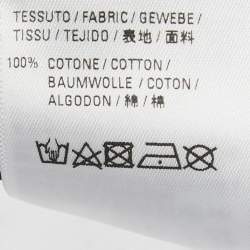 TESSUTO / FABRIC / GEWEBE /
TISSU / TEJIDO / 表地 / 面料
100% COTONE / COTTON /
BAUMWOLLE / COTON /
ALGODON / 綿 / 棉